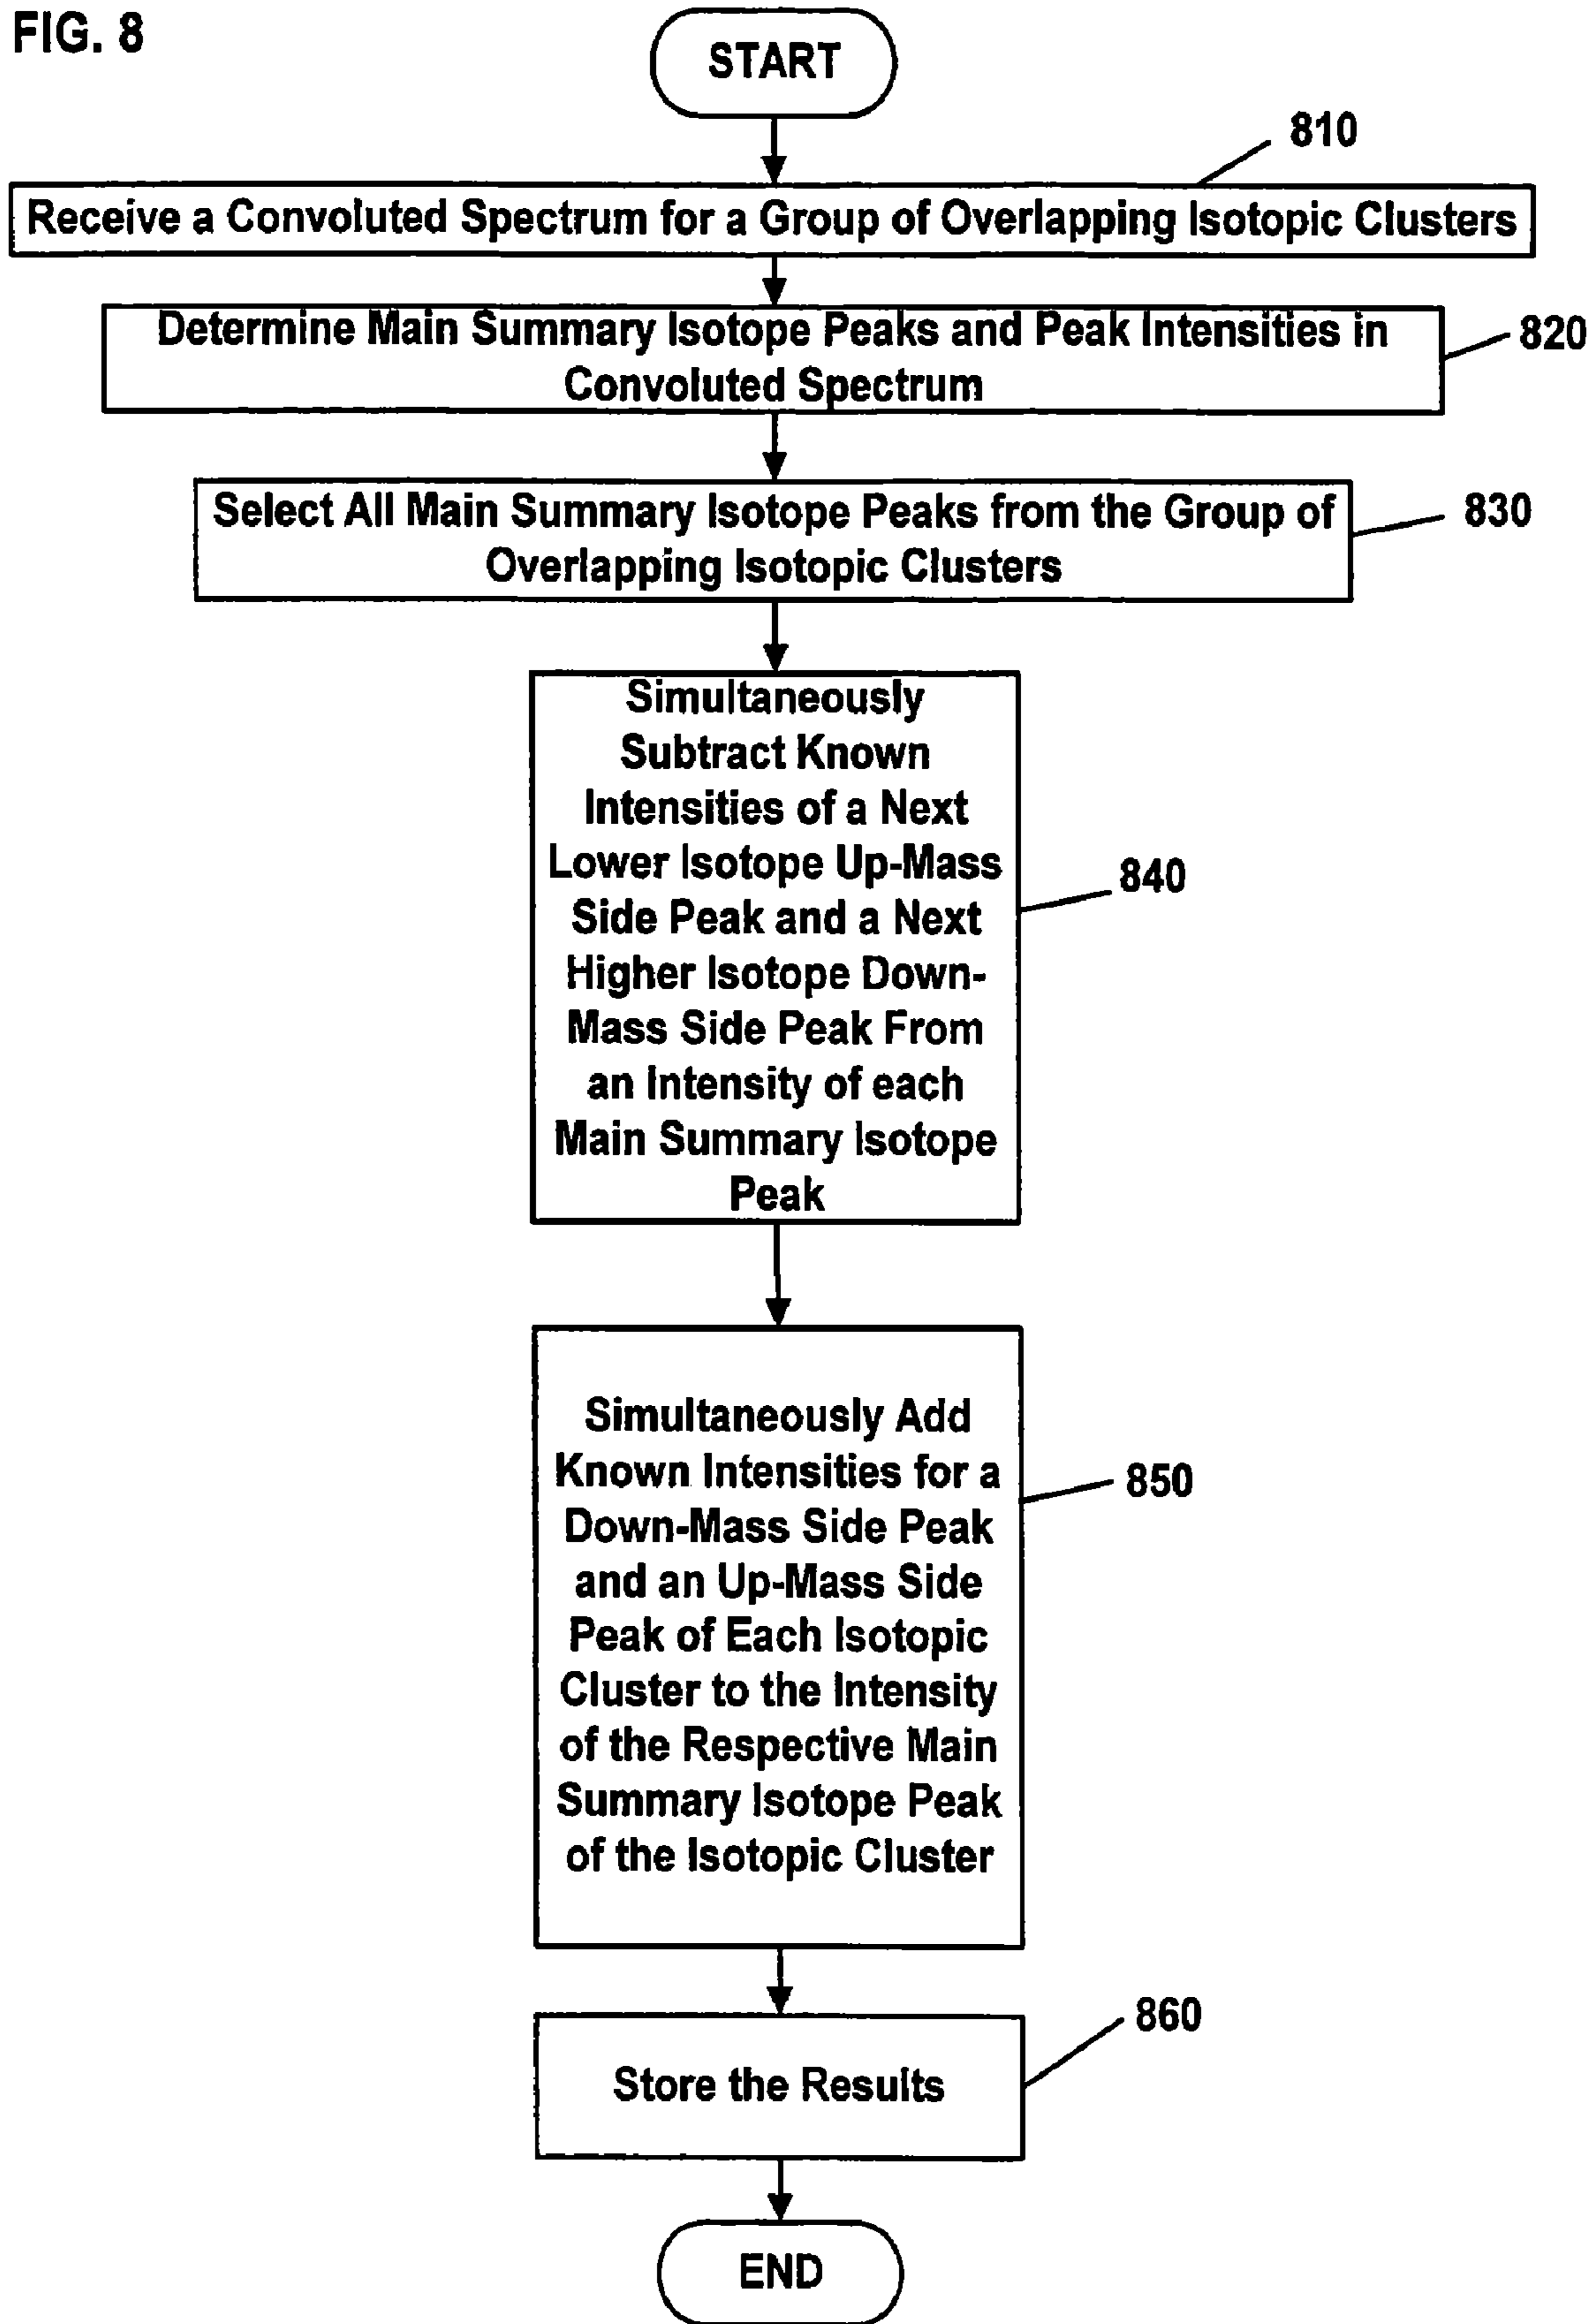 FIG. 8
START
810
Receive a Convoluted Spectrum for a Group of Overlapping Isotopic Clusters
Determine Main Summary Isotope Peaks and Peak Intensities in
Convoluted Spectrum
820
Select All Main Summary Isotope Peaks from the Group of
Overlapping Isotopic Clusters
830
Simultaneously
Subtract Known
Intensities of a Next
Lower Isotope Up-Mass
Side Peak and a Next
Higher Isotope Down-
Mass Side Peak From
an Intensity of each
Main Summary Isotope
Peak
840
Simultaneously Add
Known Intensities for a
Down-Mass Side Peak
and an Up-Mass Side
Peak of Each Isotopic
Cluster to the Intensity
of the Respective Main
Summary Isotope Peak
of the Isotopic Cluster
850
860
Store the Results
END